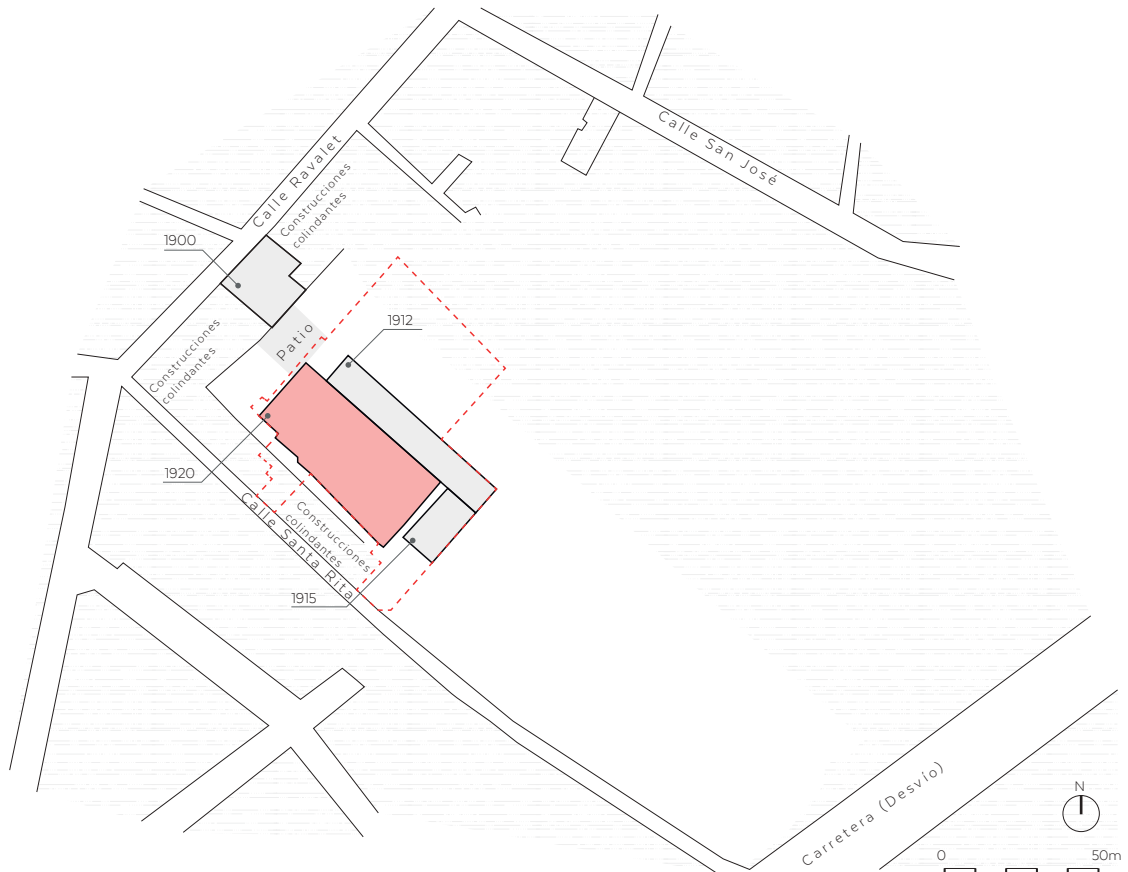 Calle San José
Calle Ravalet
Construcciones
colindantes
1900
Patio
1912
Construcciones
colindantes
1920
Construcciones
colindantes
Calle Santa Rita
1915
Carretera (Desvío)
N
0
50m